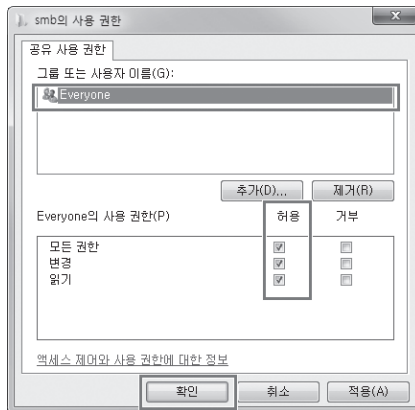 smb의 사용 권한
공유 사용 권한
그룹 또는 사용자 이름(G):
Everyone
추가(D)... 제거(R)
Everyone의 사용 권한(P) 허용 거부
모든 권한
변경
읽기
액세스 제어와 사용 권한에 대한 정보
확인 취소 적용(A)